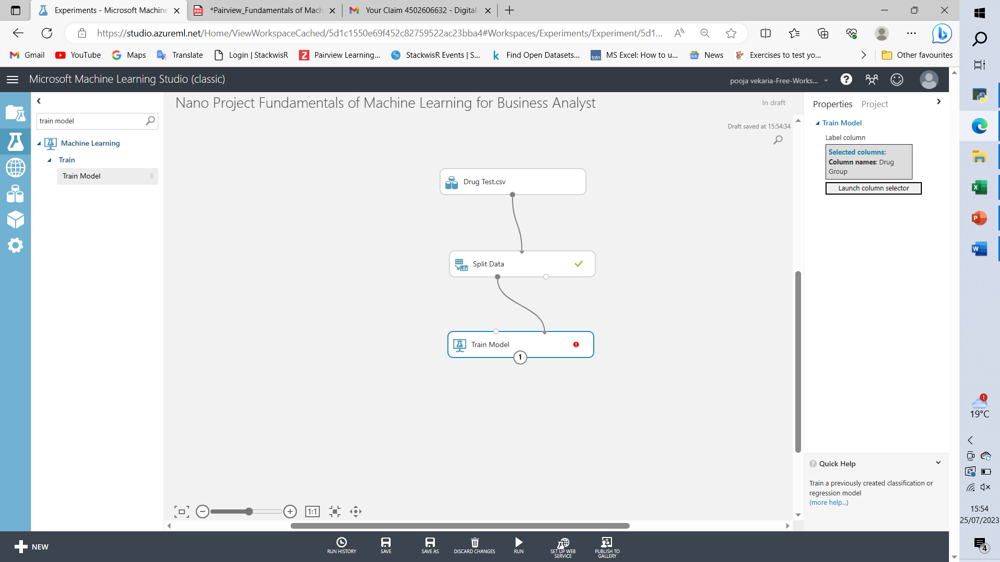 Experiments - Microsoft Machine
*Pairview_Fundamentals of Mach
Your Claim 4502606632 - Digital
https://studio.azureml.net/Home/ViewWorkspaceCached/5d1c1550e69f452c82759522ac23bba4#Workspaces/Experiments/Experiment/5d1...
Gmail YouTube Maps Translate Login | StackwisR Pairview Learning... StackwisR Events | S... Find Open Datasets... MS Excel: How to u... News Exercises to test yo... Other favourites
Microsoft Machine Learning Studio (classic)
pooja vekaria-Free-Works...
train model
Machine Learning
Train
Train Model
Nano Project Fundamentals of Machine Learning for Business Analyst
In draft
Draft saved at 15:54:34
Drug Test.csv
Split Data
Train Model
1
1:1
Properties Project
Train Model
Label column
Selected columns:
Column names: Drug
Group
Launch column selector
Quick Help
Train a previously created classification or
regression model
(more help...)
NEW
RUN HISTORY
SAVE
SAVE AS
DISCARD CHANGES
RUN
SET UP WEB
SERVICE
PUBLISH TO
GALLERY
1
19°C
15:54
25/07/2023
4